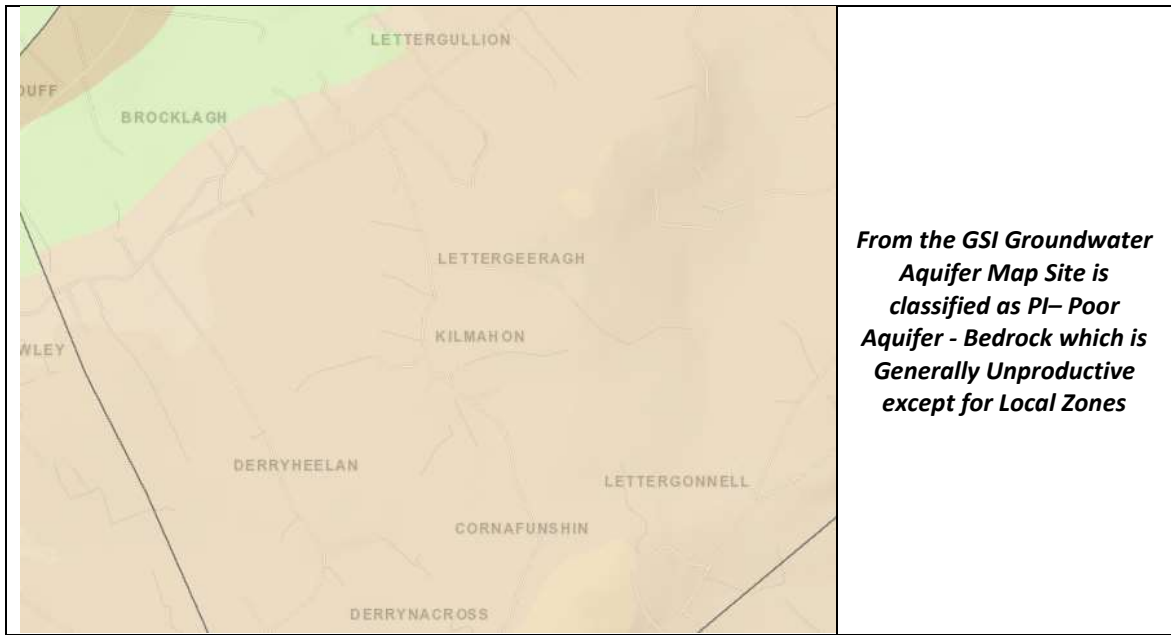 LETTERGULLION
OUFF
BROCKLAGH
LETTERGEERAGH
KILMAHON
WLEY
DERRYHEELAN
LETTERGONNELL
CORNAFUNSHIN
DERRYNACROSS
From the GSI Groundwater
Aquifer Map Site is
classified as PI– Poor
Aquifer - Bedrock which is
Generally Unproductive
except for Local Zones